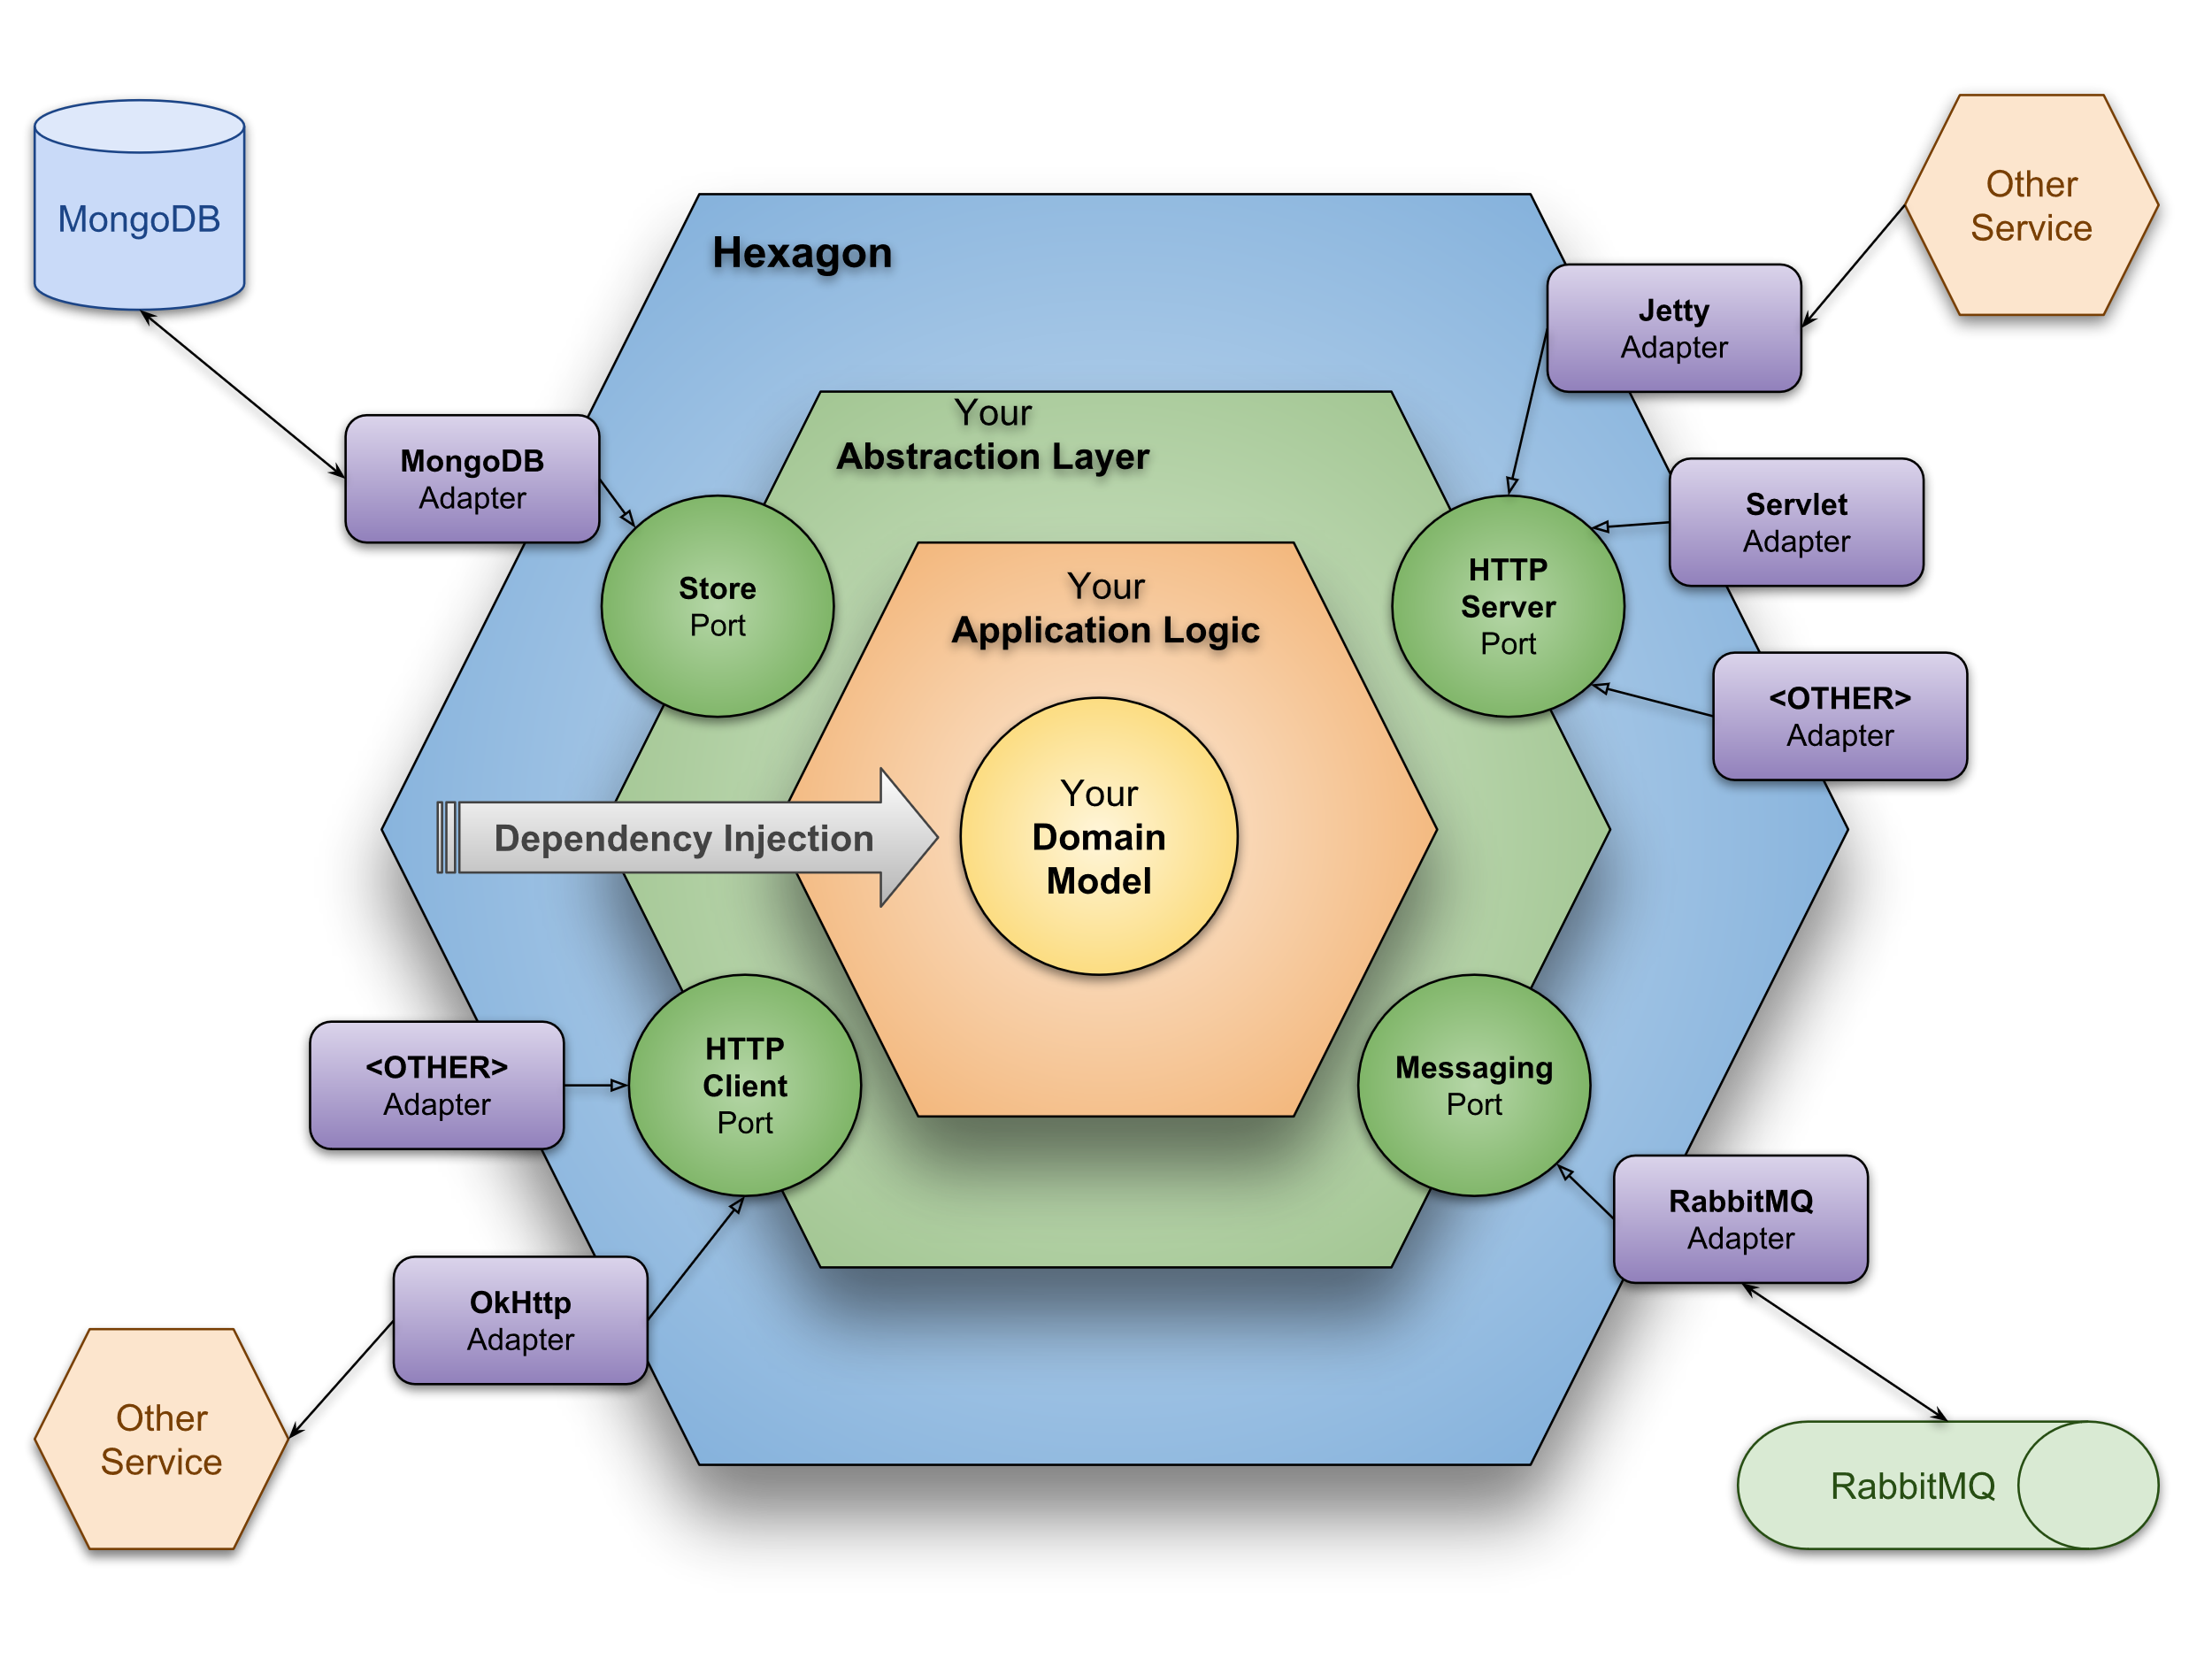 MongoDB
Other
Service
Hexagon
Jetty
Adapter
Your
Abstraction Layer
MongoDB
Adapter
Servlet
Adapter
Store
Port
Your
Application Logic
HTTP
Server
Port
<OTHER>
Adapter
Your
Domain
Model
Dependency Injection
<OTHER>
Adapter
HTTP
Client
Port
Messaging
Port
RabbitMQ
Adapter
OkHttp
Adapter
Other
Service
RabbitMQ